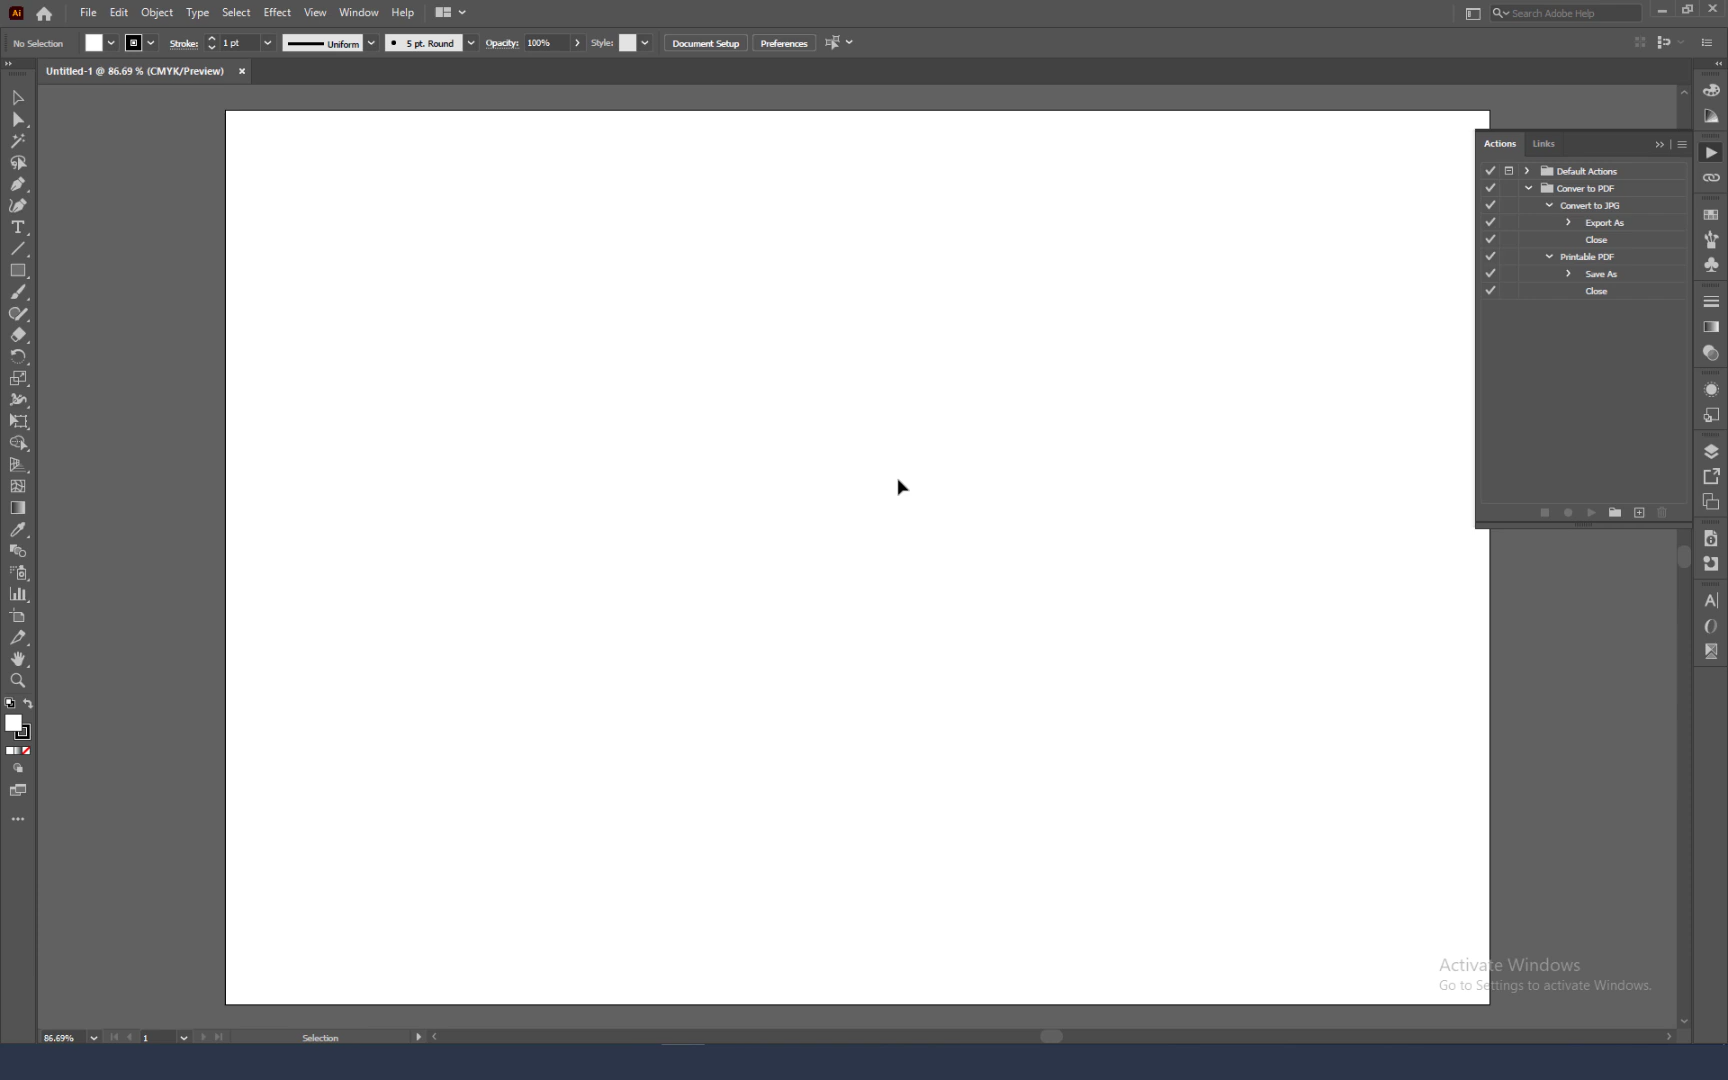 Ai File Edit Object Type Select Effect View Window Help Search Adobe Help
No Selection Stroke: 1 pt Uniform 5 pt. Round Opacity: 100% Style: Document Setup Preferences
Untitled-1 @ 86.69 % (CMYK/Preview) ×
Actions Links
Default Actions
Conver to PDF
Convert to JPG
Export As
Close
Printable PDF
Save As
Close
Activate Windows
Go to Settings to activate Windows.
86.69% 1 Selection